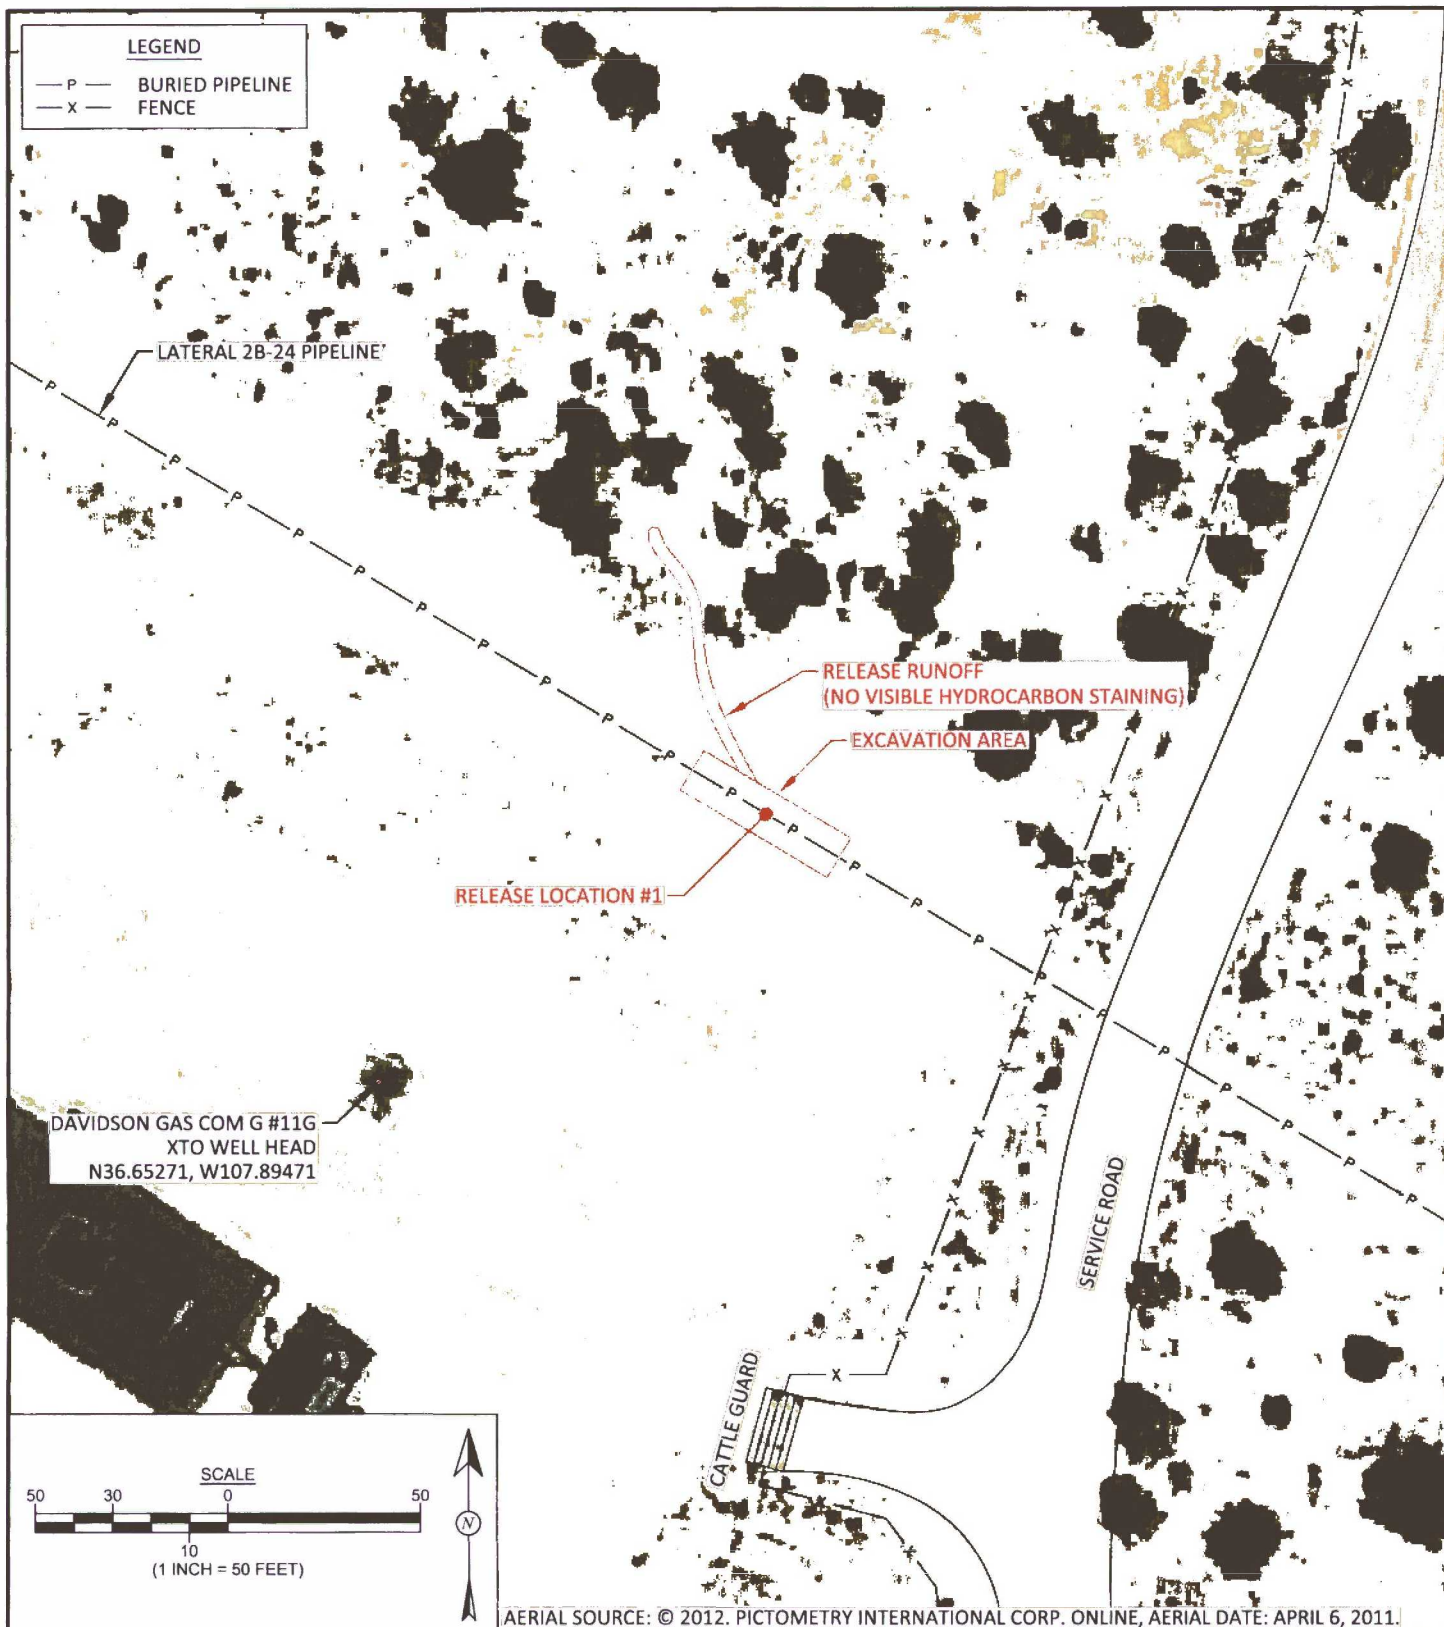 LEGEND
— P — BURIED PIPELINE
— X — FENCE
LATERAL 2B-24 PIPELINE
RELEASE RUNOFF
(NO VISIBLE HYDROCARBON STAINING)
EXCAVATION AREA
RELEASE LOCATION #1
DAVIDSON GAS COM G #11G
XTO WELL HEAD
N36.65271, W107.89471
SERVICE ROAD
CATTLE GUARD
SCALE
50 30 0 50
10
(1 INCH = 50 FEET)
N
AERIAL SOURCE: © 2012. PICTOMETRY INTERNATIONAL CORP. ONLINE, AERIAL DATE: APRIL 6, 2011.